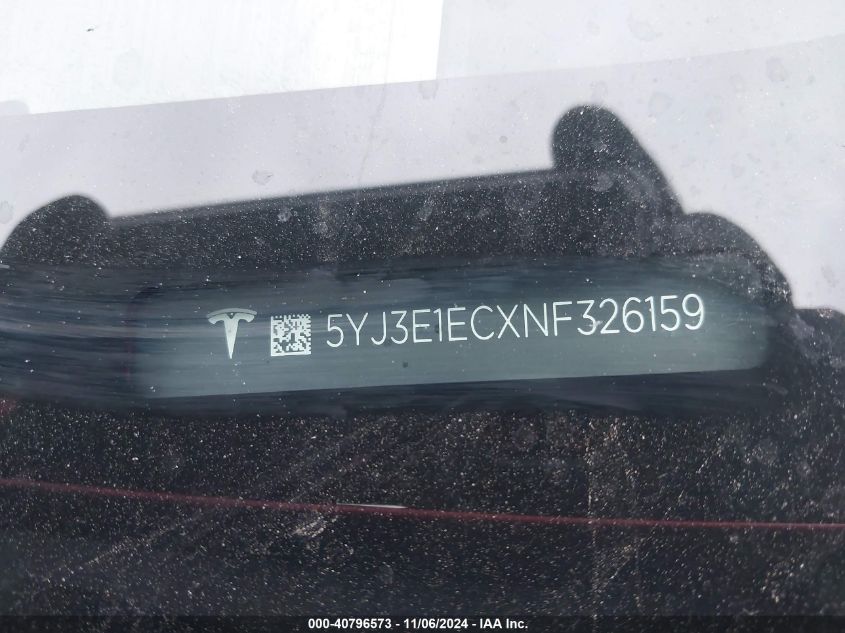 5YJ3E1ECXNF326159
000-40796573 - 11/06/2024 - IAA Inc.